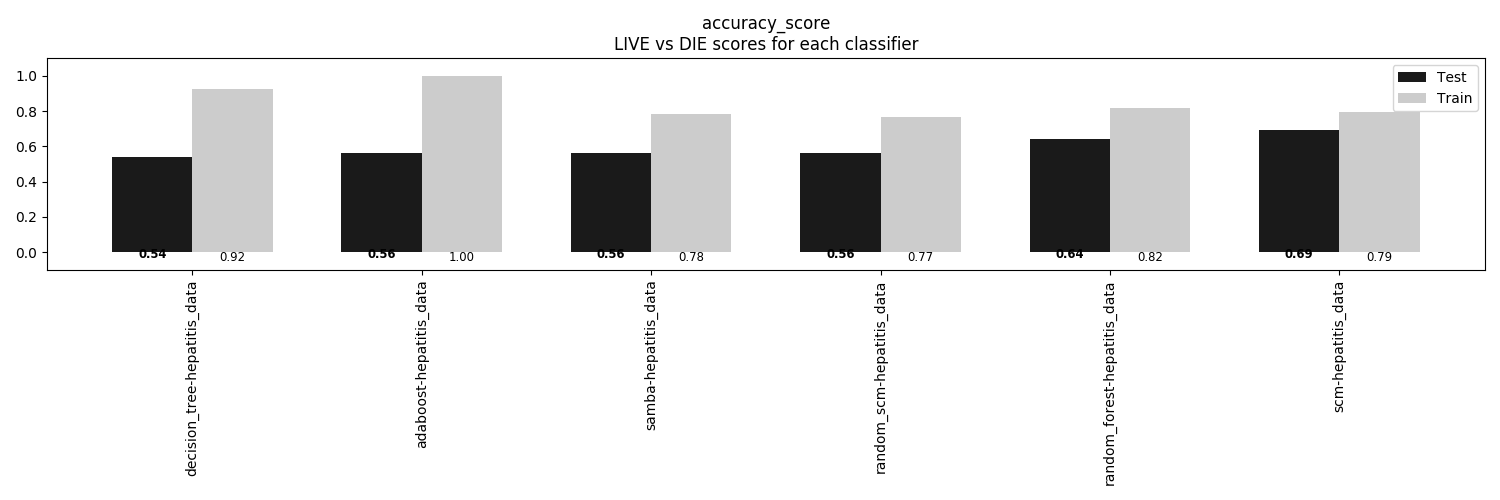 accuracy_score
LIVE vs DIE scores for each classifier
Test
Train
1.0
0.8
0.6
0.4
0.2
0.0
0.54 0.92 0.56 1.00 0.56 0.78 0.56 0.77 0.64 0.82 0.69 0.79
decision_tree-hepatitis_data
adaboost-hepatitis_data
samba-hepatitis_data
random_scm-hepatitis_data
random_forest-hepatitis_data
scm-hepatitis_data